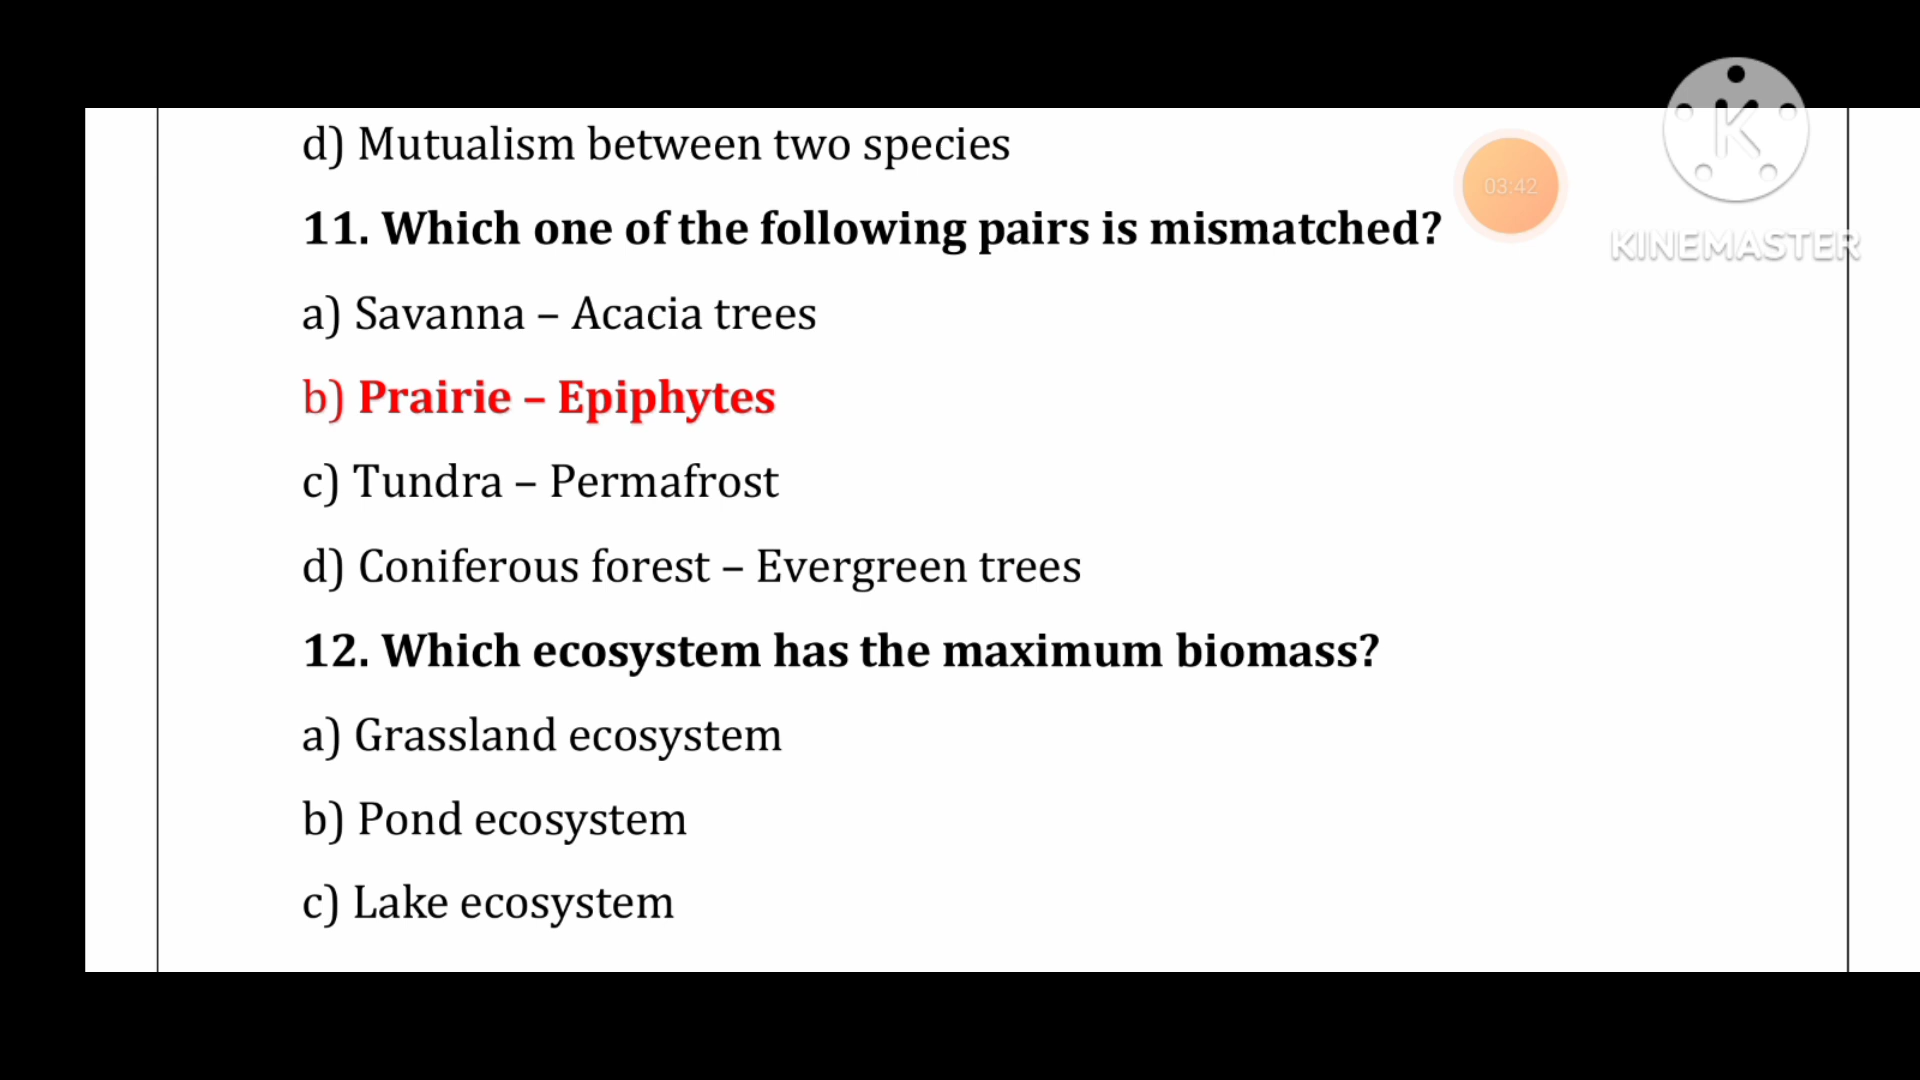 d) Mutualism between two species
11. Which one of the following pairs is mismatched?
03:42
K
KINEMASTER
a) Savanna – Acacia trees
b) Prairie – Epiphytes
c) Tundra – Permafrost
d) Coniferous forest – Evergreen trees
12. Which ecosystem has the maximum biomass?
a) Grassland ecosystem
b) Pond ecosystem
c) Lake ecosystem